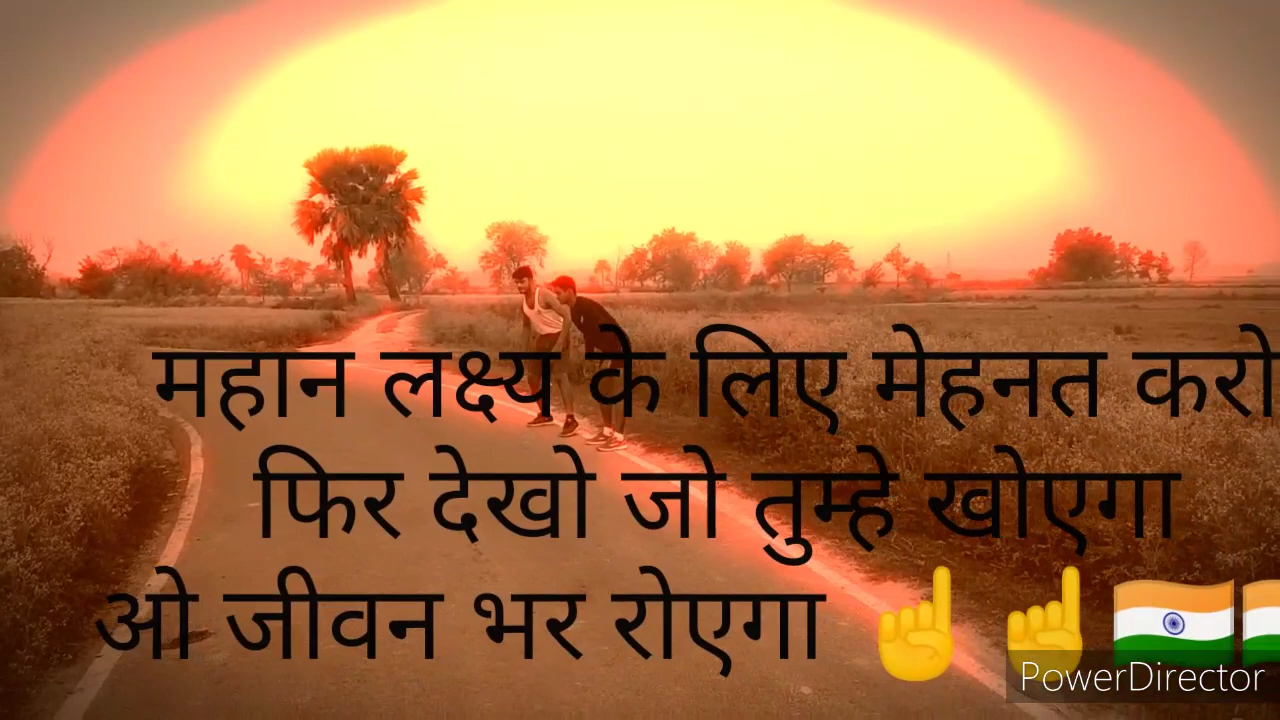 महान लक्ष्य के लिए मेहनत करो
फिर देखो जो तुम्हे खोएगा
ओ जीवन भर रोएगा ☝️ ☝️ 🇮🇳 🇮🇳
PowerDirector